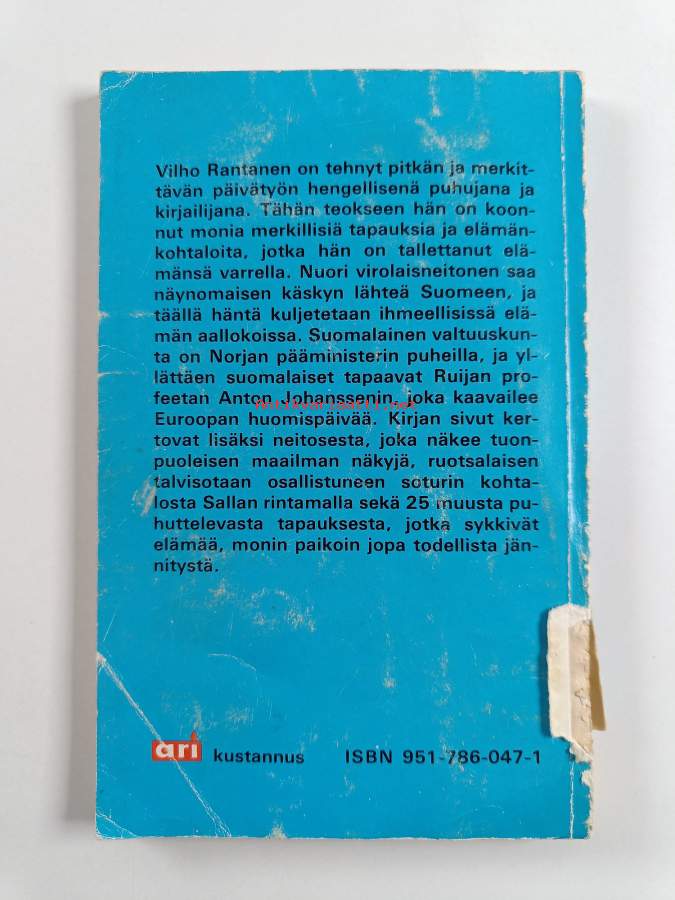 Vilho Rantanen on tehnyt pitkän ja merkit-
tävän päivätyön hengellisenä puhujana ja
kirjailijana. Tähän teokseen hän on koon-
nut monia merkillisiä tapauksia ja elämän-
kohtaloita, jotka hän on tallettanut elä-
mänsä varrella. Nuori virolaisneitonen saa
näynomaisen käskyn lähteä Suomeen, ja
täällä häntä kuljetetaan ihmeellisissä elä-
män aallokoissa. Suomalainen valtuuskun-
ta on Norjan pääministerin puheilla, ja yl-
lättäen suomalaiset tapaavat Ruijan pro-
feetan Anton Johanssenin, joka kaavailee
Antikvariaatti.net
Euroopan huomispäivää. Kirjan sivut ker-
tovat lisäksi neitosesta, joka näkee tuon-
puoleisen maailman näkyjä, ruotsalaisen
talvisotaan osallistuneen soturin kohta-
losta Sallan rintamalla sekä 25 muusta pu-
huttelevasta tapauksesta, jotka sykkivät
elämää, monin paikoin jopa todellista jän-
nitystä.
ari kustannus ISBN 951-786-047-1